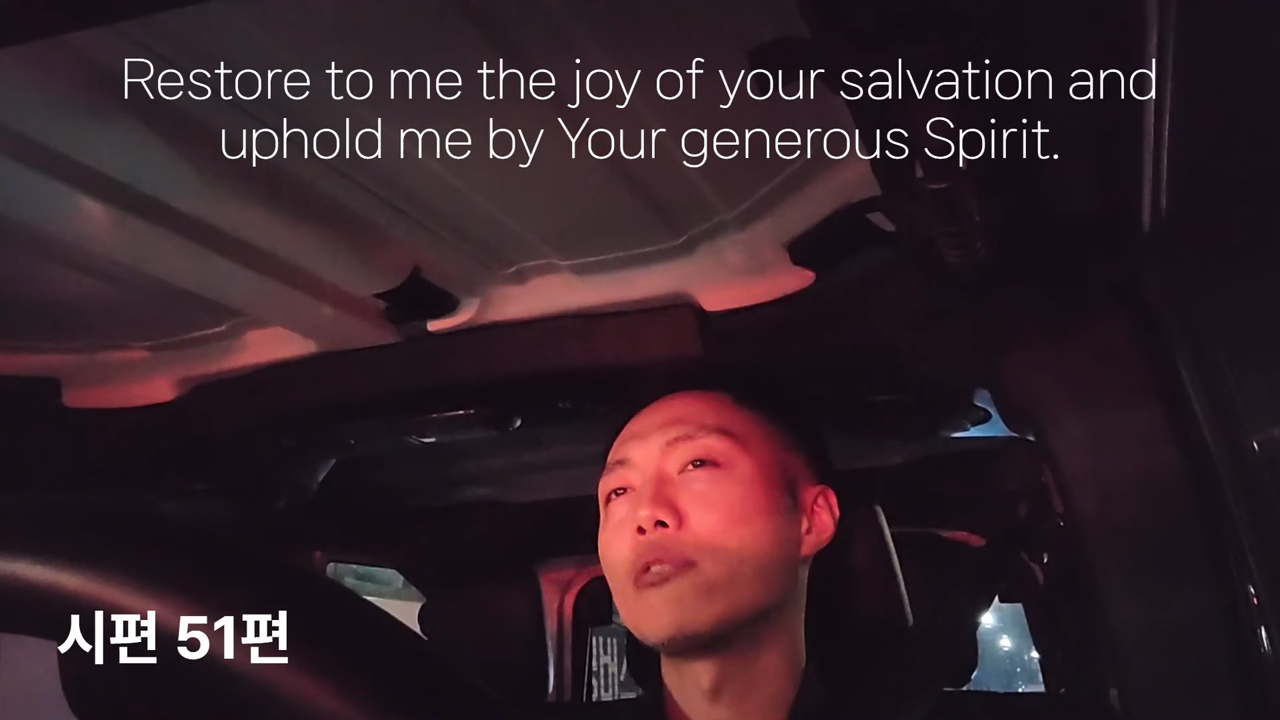 Restore to me the joy of your salvation and
uphold me by Your generous Spirit.
시편 51편